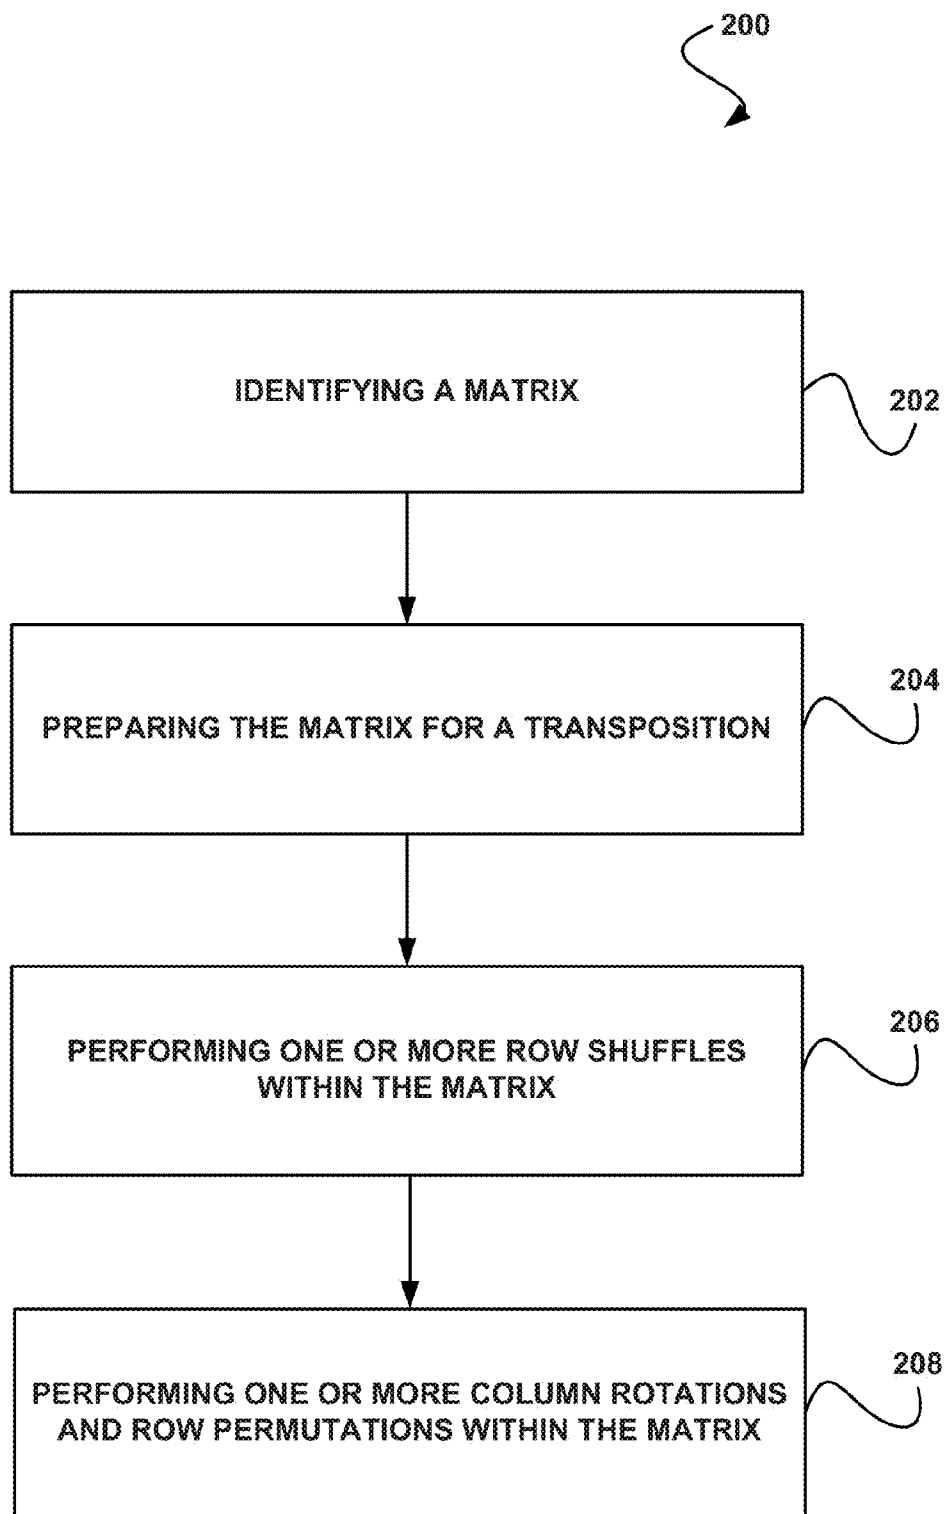 200
IDENTIFYING A MATRIX
202
PREPARING THE MATRIX FOR A TRANSPOSITION
204
PERFORMING ONE OR MORE ROW SHUFFLES
WITHIN THE MATRIX
206
PERFORMING ONE OR MORE COLUMN ROTATIONS
AND ROW PERMUTATIONS WITHIN THE MATRIX
208